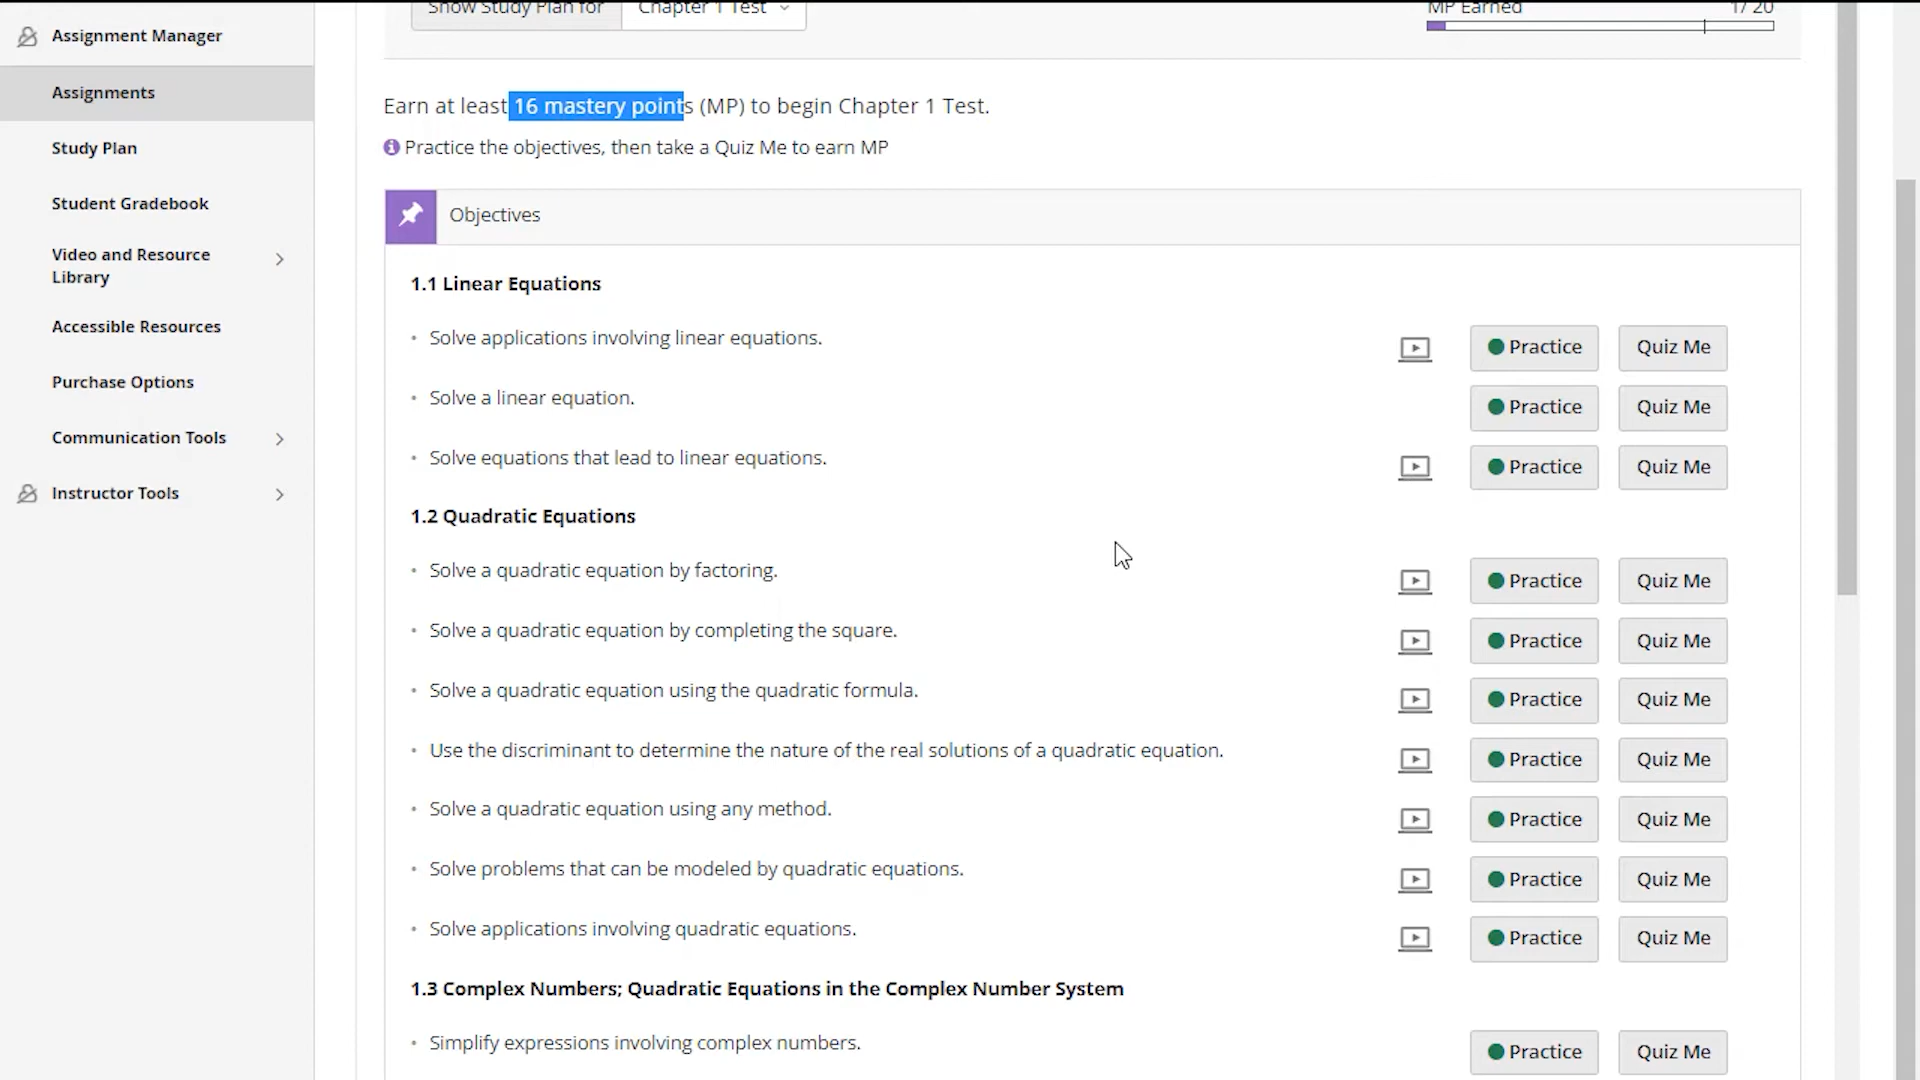 Show Study Plan for Chapter 1 Test
MP Earned 1/ 20
Assignment Manager
Assignments
Study Plan
Student Gradebook
Video and Resource
Library
Accessible Resources
Purchase Options
Communication Tools
Instructor Tools
Earn at least 16 mastery points (MP) to begin Chapter 1 Test.
Practice the objectives, then take a Quiz Me to earn MP
Objectives
1.1 Linear Equations
• Solve applications involving linear equations. Practice Quiz Me
• Solve a linear equation. Practice Quiz Me
• Solve equations that lead to linear equations. Practice Quiz Me
1.2 Quadratic Equations
• Solve a quadratic equation by factoring. Practice Quiz Me
• Solve a quadratic equation by completing the square. Practice Quiz Me
• Solve a quadratic equation using the quadratic formula. Practice Quiz Me
• Use the discriminant to determine the nature of the real solutions of a quadratic equation. Practice Quiz Me
• Solve a quadratic equation using any method. Practice Quiz Me
• Solve problems that can be modeled by quadratic equations. Practice Quiz Me
• Solve applications involving quadratic equations. Practice Quiz Me
1.3 Complex Numbers; Quadratic Equations in the Complex Number System
• Simplify expressions involving complex numbers. Practice Quiz Me